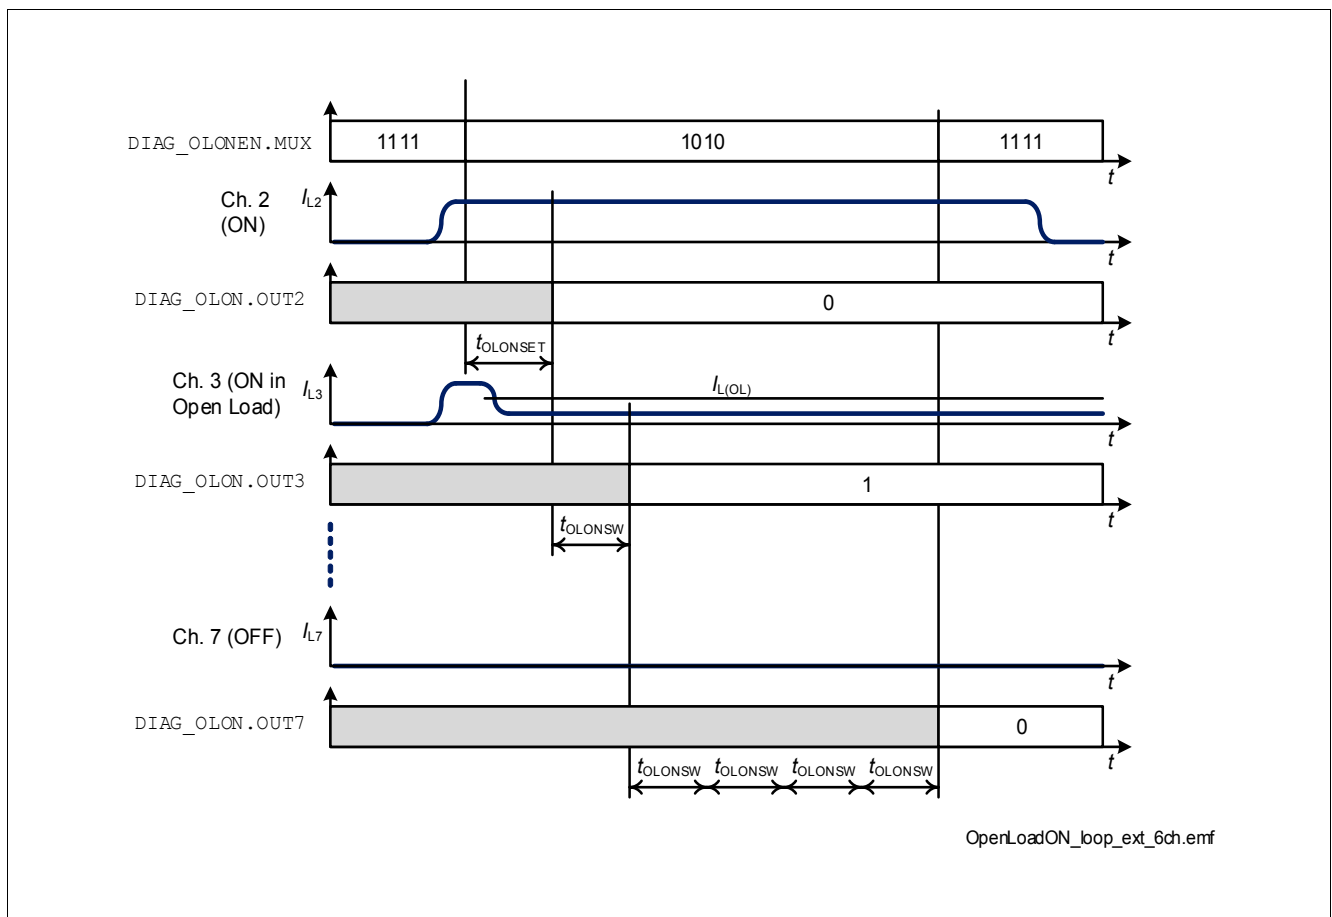 DIAG_OLONEN.MUX 1111 1010 1111
t
Ch. 2
(ON)
IL2
t
DIAG_OLON.OUT2 0
t
tOLONSET
Ch. 3 (ON in
Open Load)
IL3
IL(OL)
t
DIAG_OLON.OUT3 1
t
tOLONSW
Ch. 7 (OFF) IL7
t
DIAG_OLON.OUT7 0
t
tOLONSW tOLONSW tOLONSW tOLONSW
OpenLoadON_loop_ext_6ch.emf